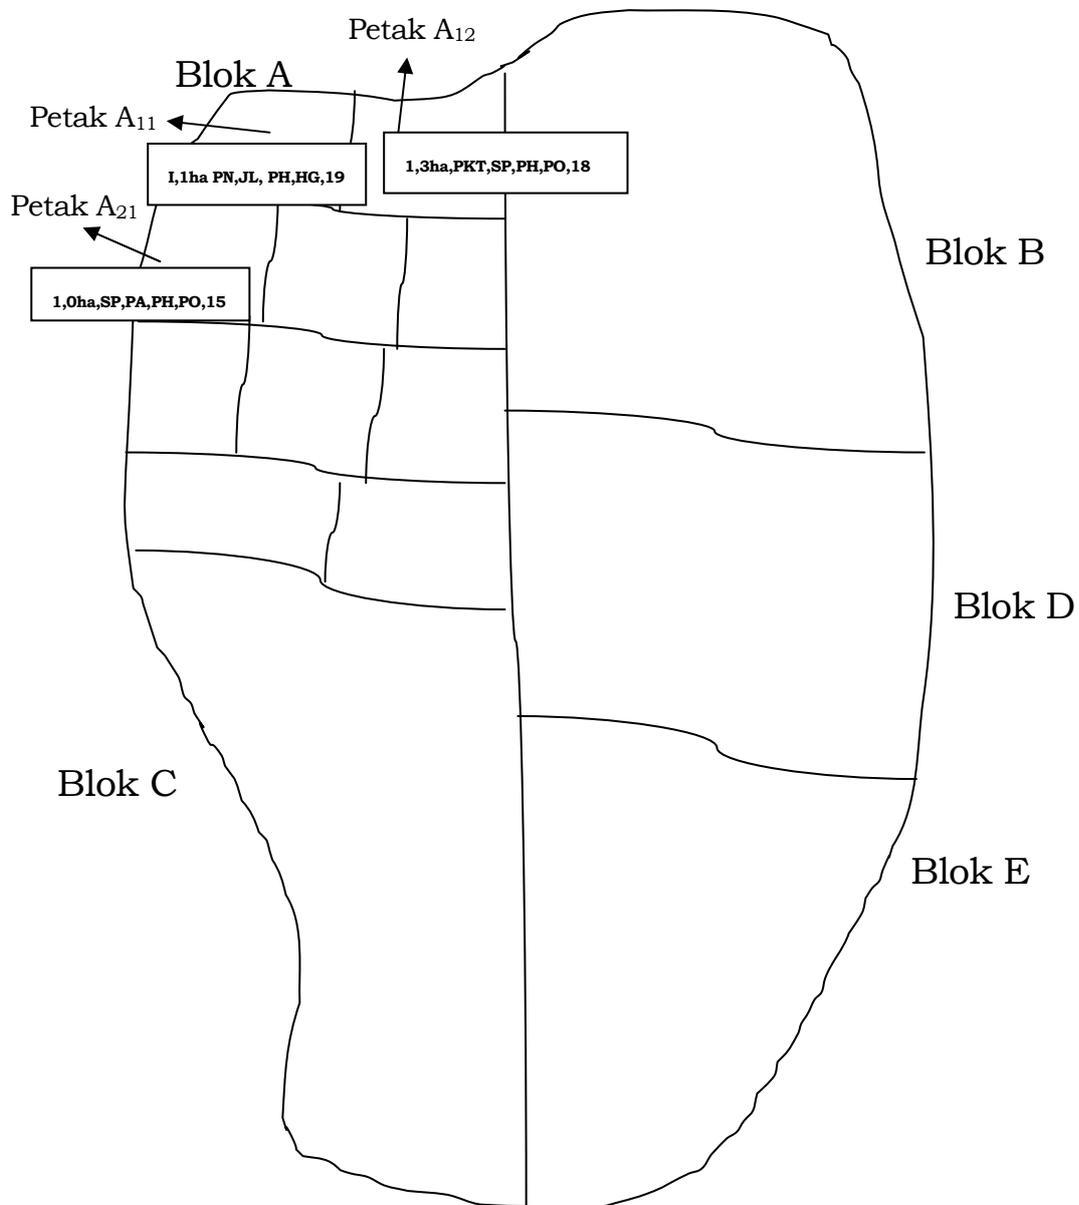 Petak A12
Blok A
Petak A11
I,1ha PN,JL, PH,HG,19
1,3ha,PKT,SP,PH,PO,18
Petak A21
Blok B
1,0ha,SP,PA,PH,PO,15
Blok D
Blok C
Blok E